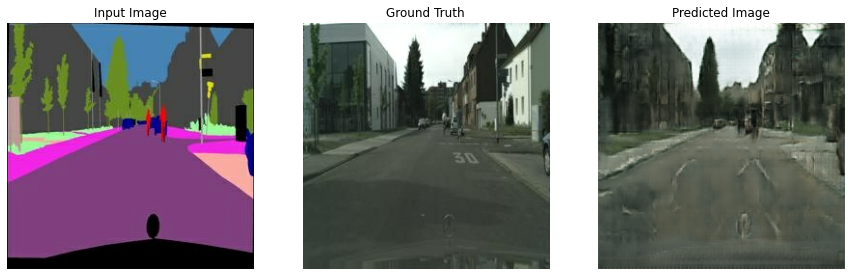 Input Image
Ground Truth
Predicted Image
30